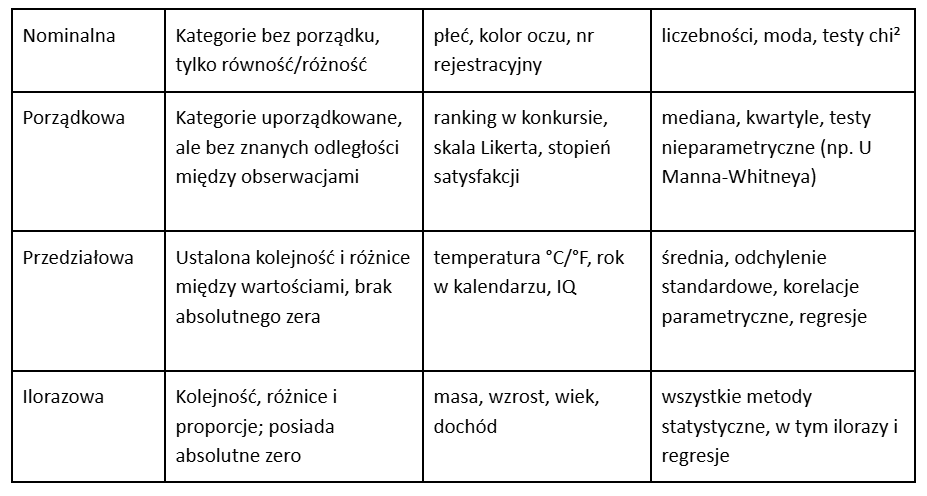 Nominalna
Kategorie bez porządku,
tylko równość/różność
płeć, kolor oczu, nr
rejestracyjny
liczebności, moda, testy chi²
Porządkowa
Kategorie uporządkowane,
ale bez znanych odległości
między obserwacjami
ranking w konkursie,
skala Likerta, stopień
satysfakcji
mediana, kwartyle, testy
nieparametryczne (np. U
Manna-Whitneya)
Przedziałowa
Ustalona kolejność i różnice
między wartościami, brak
absolutnego zera
temperatura °C/°F, rok
w kalendarzu, IQ
średnia, odchylenie
standardowe, korelacje
parametryczne, regresje
Ilorazowa
Kolejność, różnice i
proporcje; posiada
absolutne zero
masa, wzrost, wiek,
dochód
wszystkie metody
statystyczne, w tym ilorazy i
regresje